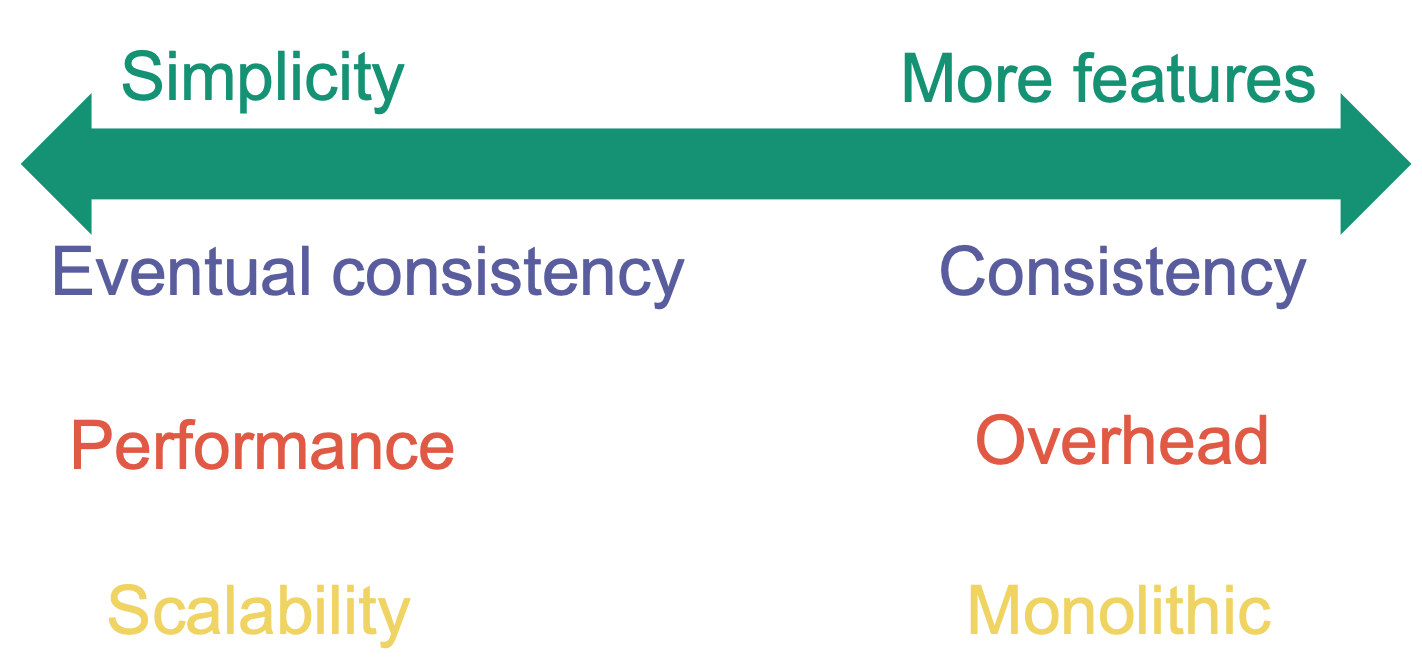 Simplicity More features
Eventual consistency Consistency
Performance Overhead
Scalability Monolithic